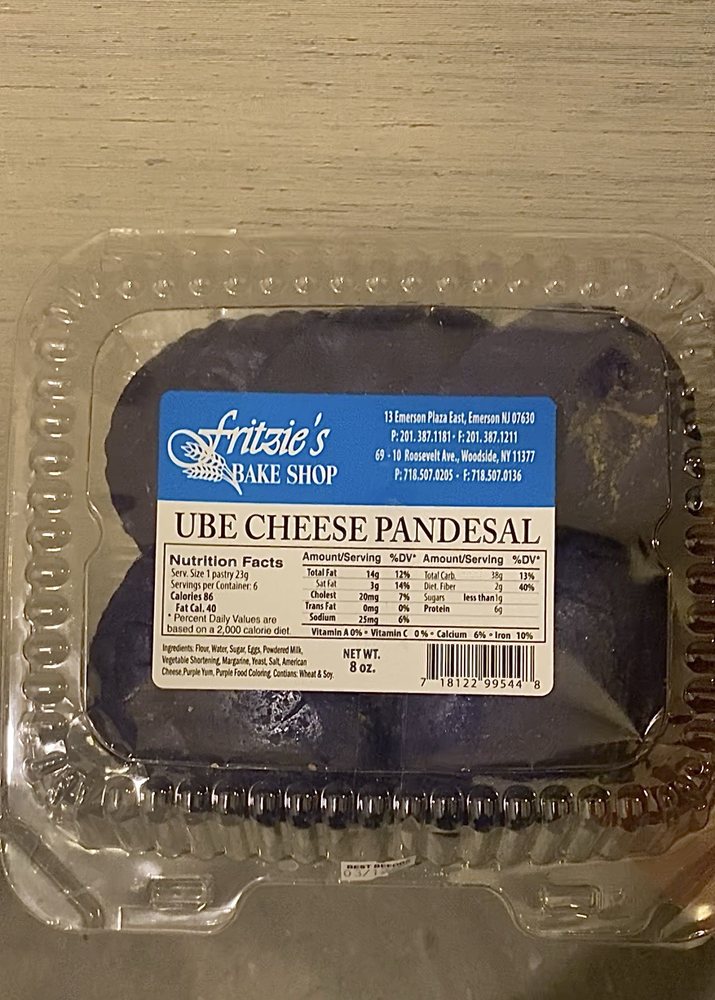 fritzie's
BAKE SHOP
13 Emerson Plaza East, Emerson NJ 07630
P: 201. 387.1181 · F: 201. 387.1211
69 - 10 Roosevelt Ave., Woodside, NY 11377
P: 718.507.0205 · F: 718.507.0136
UBE CHEESE PANDESAL
Nutrition Facts
Serv. Size 1 pastry 23g
Servings per Container: 6
Calories 86
Fat Cal. 40
* Percent Daily Values are
based on a 2,000 calorie diet.
Amount/Serving %DV* Amount/Serving %DV*
Total Fat 14g 12% Total Carb. 38g 13%
Sat Fat 3g 14% Diet. Fiber 2g 40%
Cholest 20mg 7% Sugars less than 1g
Trans Fat 0mg 0% Protein 6g
Sodium 25mg 6%
Vitamin A 0% • Vitamin C 0 % • Calcium 6% • Iron 10%
Ingredients: Flour, Water, Sugar, Eggs, Powdered Milk,
Vegetable Shortening, Margarine, Yeast, Salt, American
Cheese,Purple Yum, Purple Food Coloring. Contians: Wheat & Soy.
NET WT.
8 oz.
7 18122 99544 8
BEST BEFORE